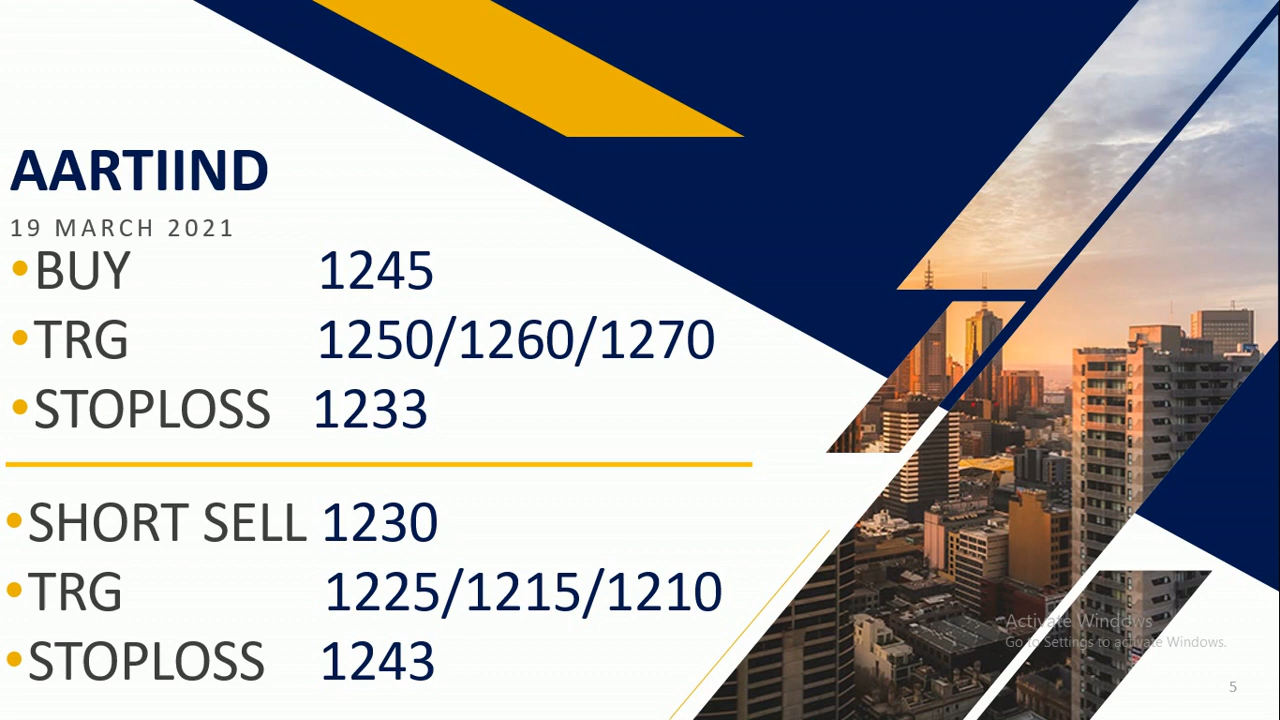 AARTIIND
19 MARCH 2021
•BUY 1245
•TRG 1250/1260/1270
•STOPLOSS 1233
•SHORT SELL 1230
•TRG 1225/1215/1210
•STOPLOSS 1243
Activate Windows
Go to Settings to activate Windows.
5